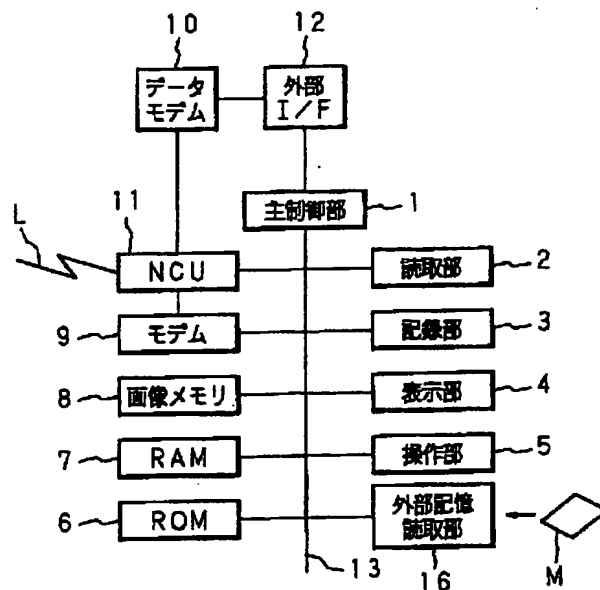 10
12
データ
モデム
外部
I/F
主制御部
1
11
L
NCU
読取部
2
9
モデム
記録部
3
8
画像メモリ
表示部
4
7
RAM
操作部
5
6
ROM
外部記憶
読取部
13
16
M